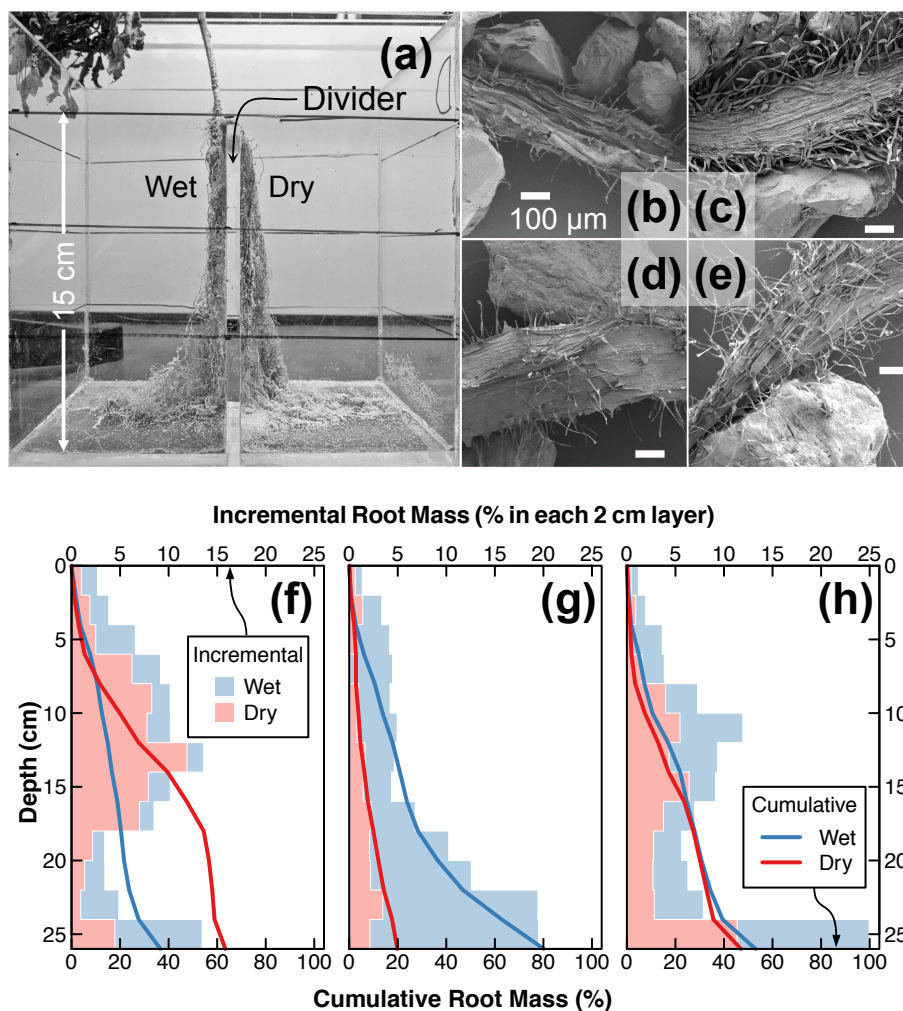 (a)
Divider
Wet
Dry
15 cm
100 μm
(b) (c)
(d) (e)
Incremental Root Mass (% in each 2 cm layer)
0 5 10 15 20 25 0 5 10 15 20 25 0 5 10 15 20 25
(f)
(g)
(h)
Incremental
Wet
Dry
Cumulative
Wet
Dry
Depth (cm)
0
5
10
15
20
25
0
5
10
15
20
25
0 20 40 60 80 100 0 20 40 60 80 100 0 20 40 60 80 100
Cumulative Root Mass (%)